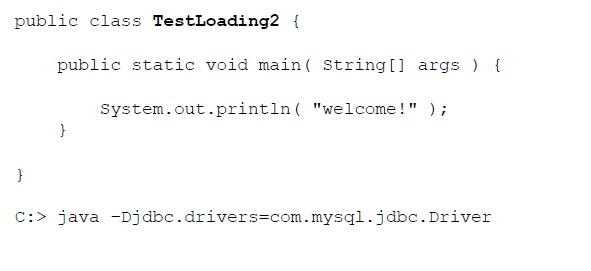 public class TestLoading2 {
public static void main( String[] args ) {
System.out.println( "welcome!" );
}
}
C:> java -Djdbc.drivers=com.mysql.jdbc.Driver